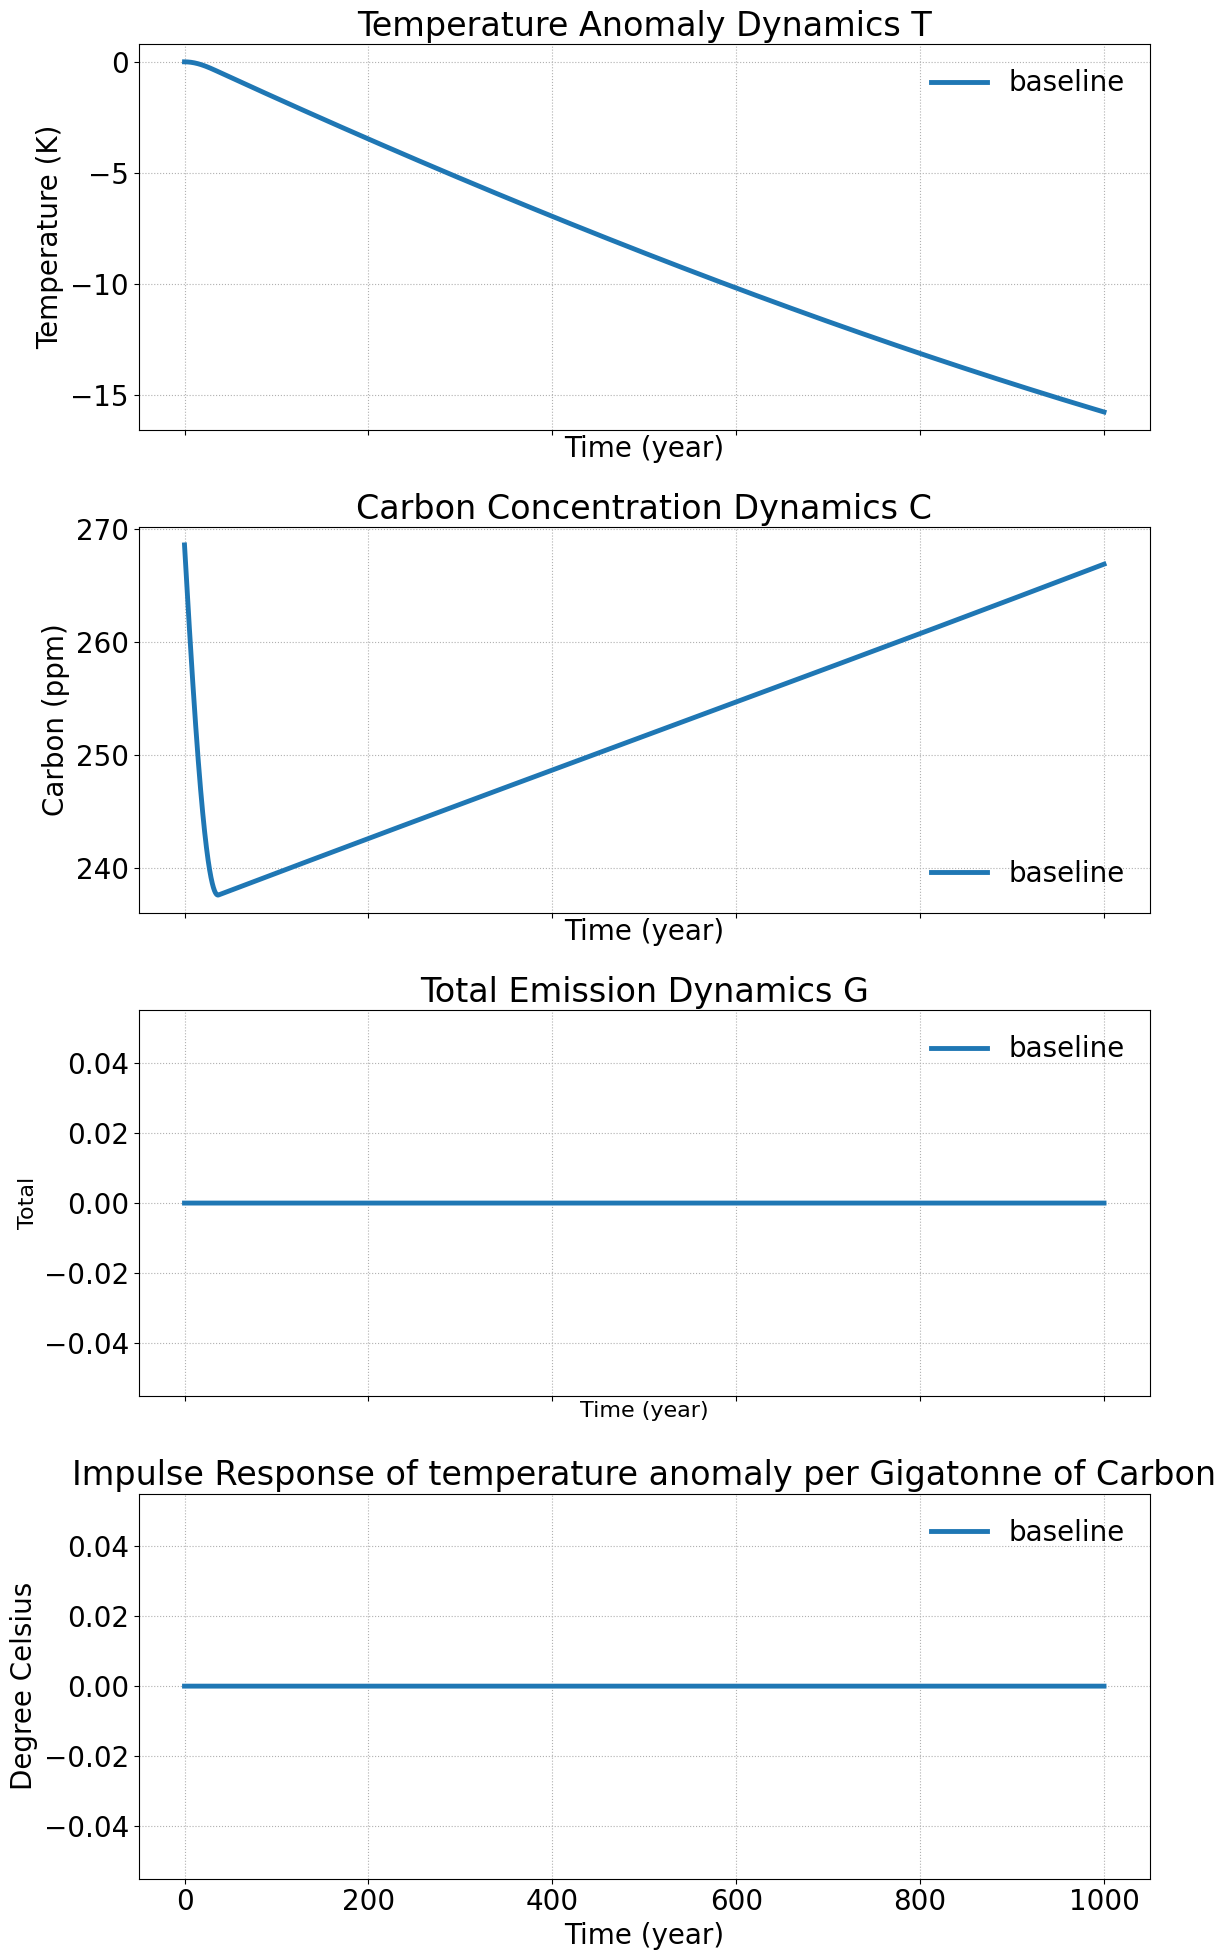 Temperature Anomaly Dynamics T
0
−5
−10
−15
Temperature (K)
baseline
Time (year)
Carbon Concentration Dynamics C
270
260
250
240
Carbon (ppm)
baseline
Time (year)
Total Emission Dynamics G
0.04
0.02
0.00
−0.02
−0.04
Total
baseline
Time (year)
Impulse Response of temperature anomaly per Gigatonne of Carbon
0.04
0.02
0.00
−0.02
−0.04
Degree Celsius
baseline
0 200 400 600 800 1000
Time (year)